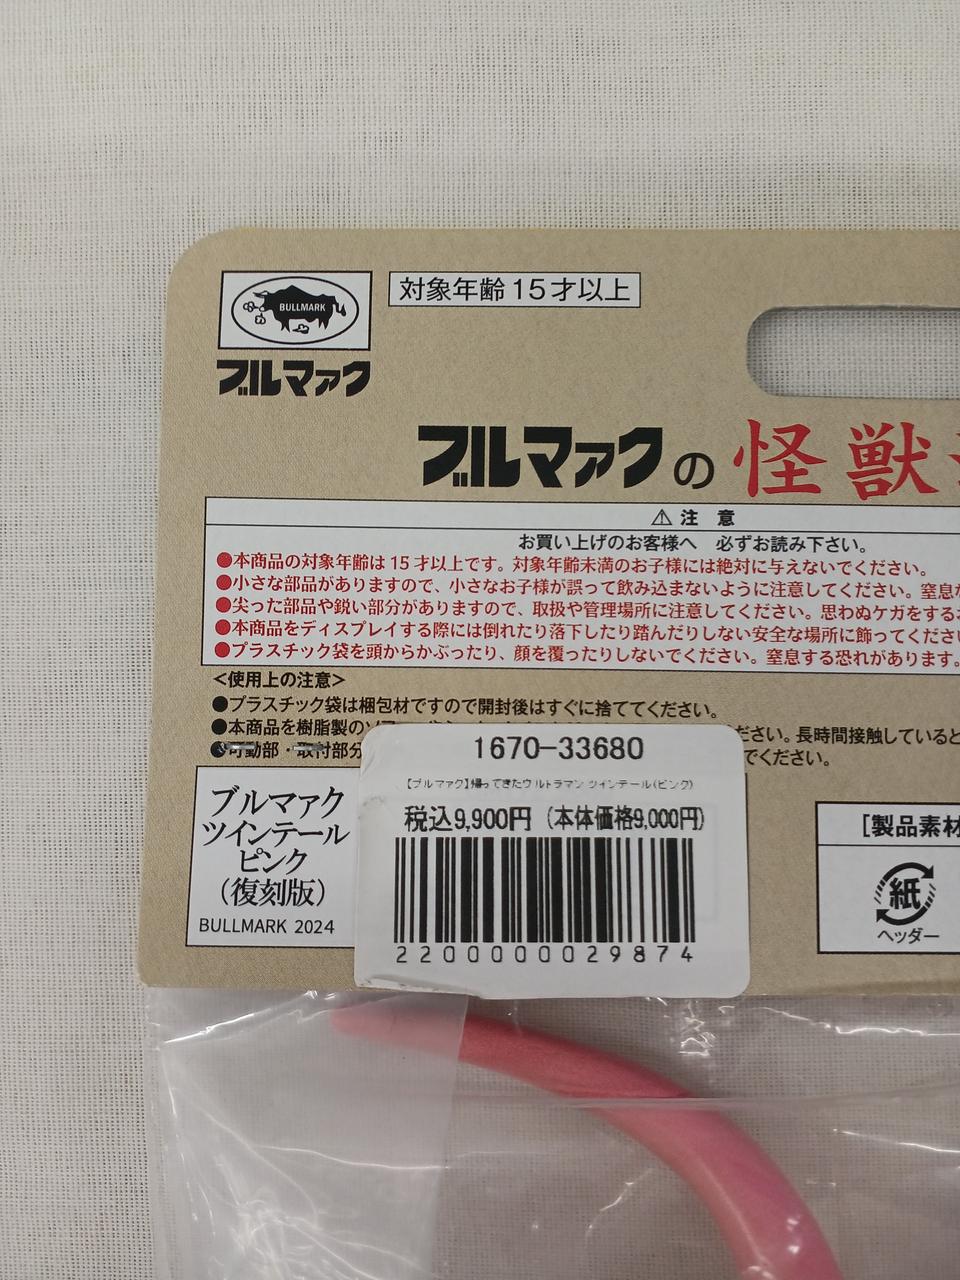 BULLMARK
ブルマァク
対象年齢15才以上
ブルマァクの怪獣
⚠注 意
お買い上げのお客様へ 必ずお読み下さい。
●本商品の対象年齢は15才以上です。対象年齢未満のお子様には絶対に与えないでください。
●小さな部品がありますので、小さなお子様が誤って飲み込まないように注意してください。窒息
●尖った部品や鋭い部分がありますので、取扱や管理場所に注意してください。思わぬケガをする
●本商品をディスプレイする際には倒れたり落下したり踏んだりしない安全な場所に飾ってくださ
●プラスチック袋を頭からかぶったり、顔を覆ったりしないでください。窒息する恐れがあります。
<使用上の注意>
●プラスチック袋は梱包材ですので開封後はすぐに捨ててください。
●本商品を樹脂製の ださい。長時間接触していると
●可動部・取付部分 でください。
1670-33680
【ブルマァク】帰ってきたウルトラマン ツインテール(ピンク)
税込9,900円 (本体価格9,000円)
2200000029874
ブルマァク
ツインテール
ピンク
(復刻版)
BULLMARK 2024
[製品素材
紙
ヘッダー